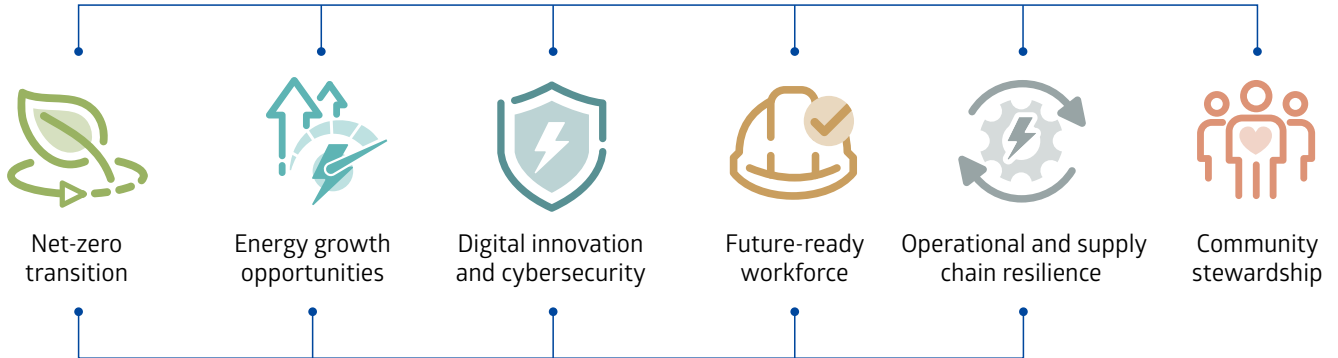 Net-zero
transition
Energy growth
opportunities
Digital innovation
and cybersecurity
Future-ready
workforce
Operational and supply
chain resilience
Community
stewardship